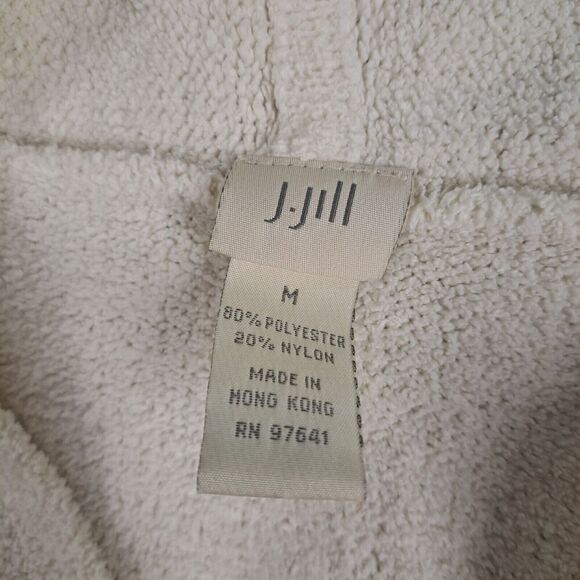 J.Jill
M
80% POLYESTER
20% NYLON
MADE IN
HONG KONG
RN 97641